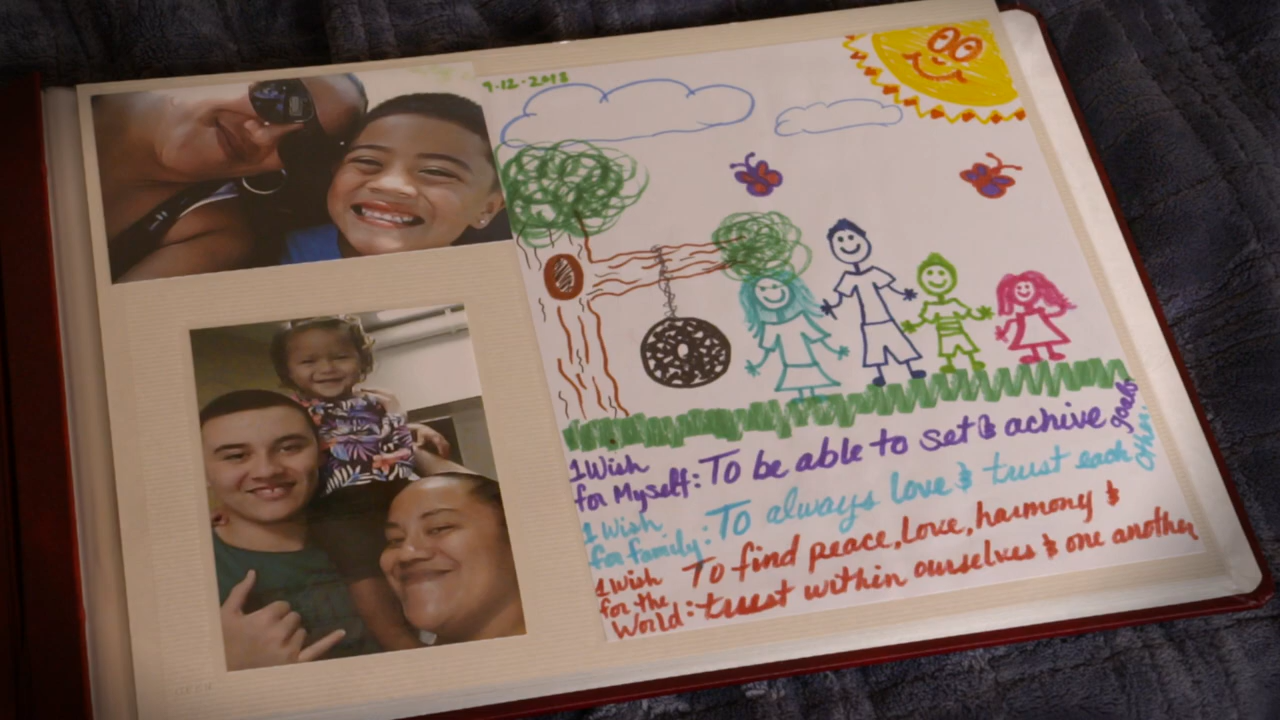 9-12-2018
1 Wish for Myself: To be able to set & achive goals
1 Wish for family: To always love & trust each other.
1 Wish for the World: To find peace, love, harmony & trust within ourselves & one another